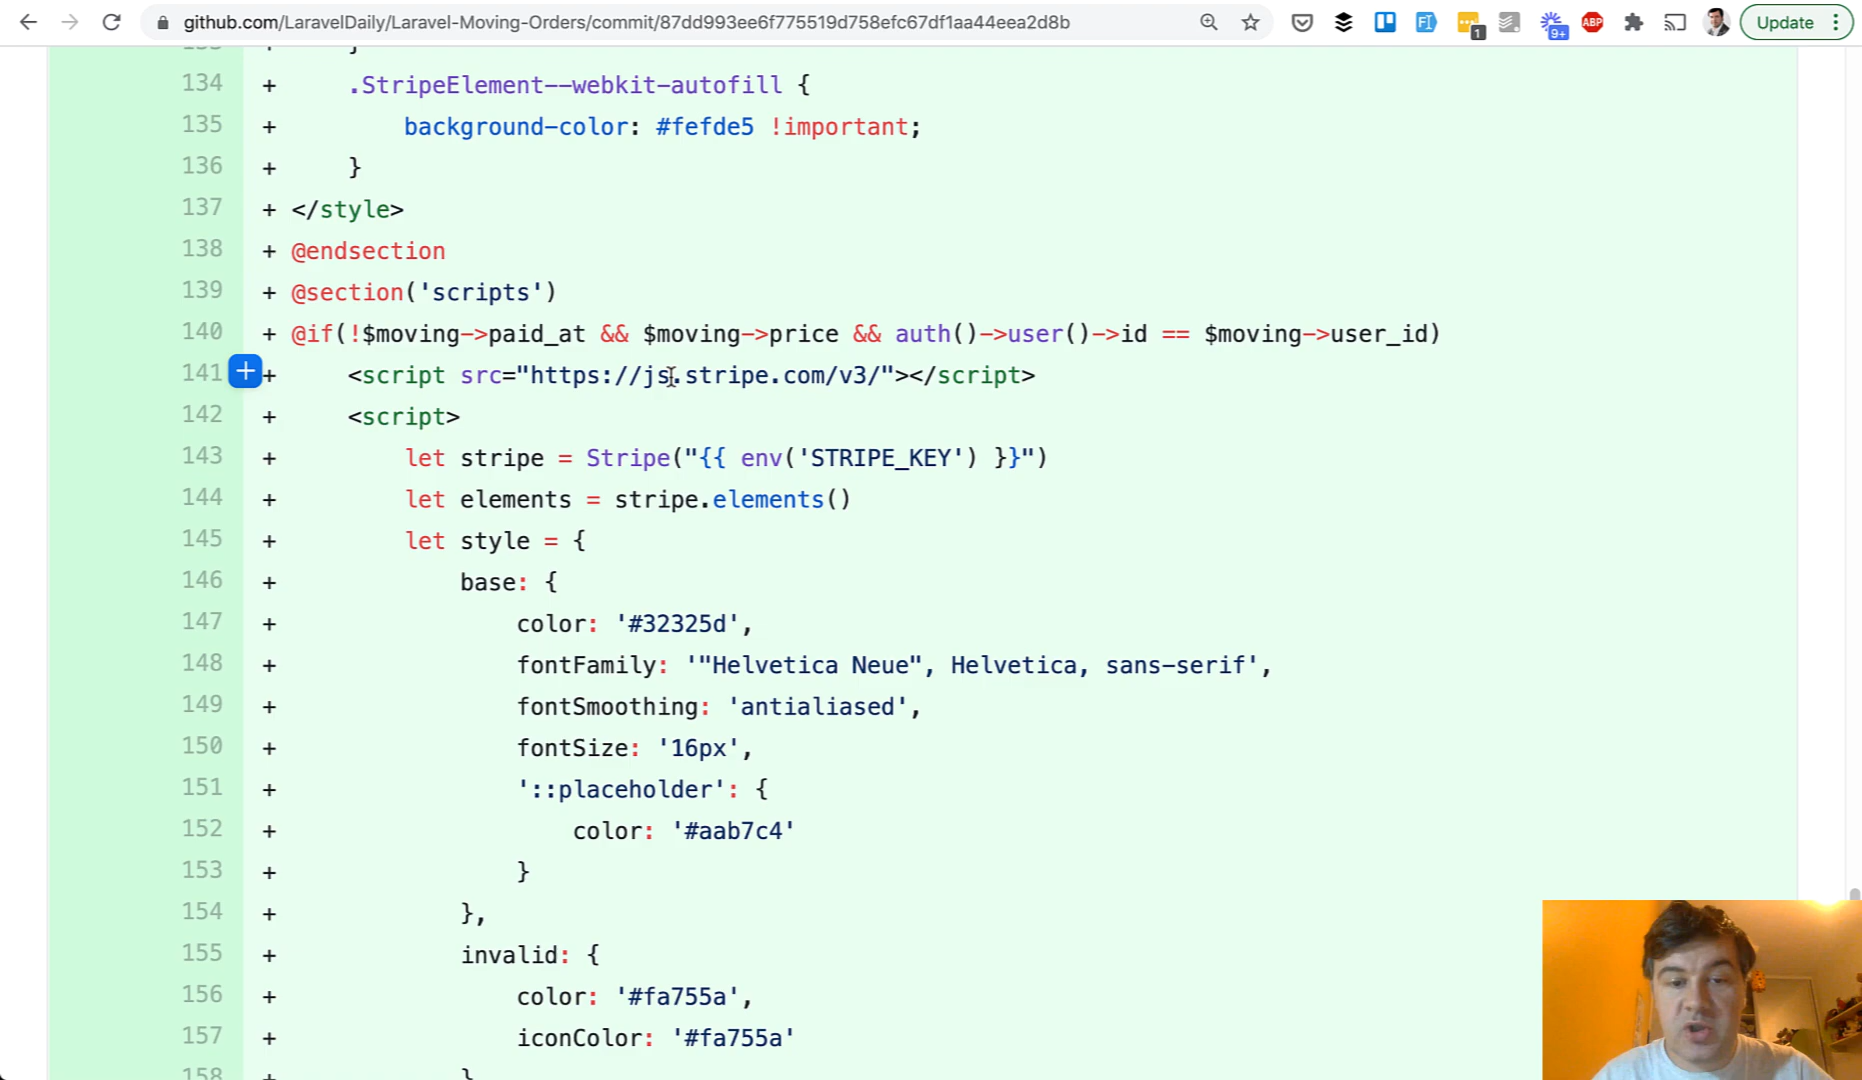 github.com/LaravelDaily/Laravel-Moving-Orders/commit/87dd993ee6f775519d758efc67df1aa44eea2d8b
1
9+
ABP
Update
134 + .StripeElement--webkit-autofill {
135 + background-color: #fefde5 !important;
136 + }
137 + </style>
138 + @endsection
139 + @section('scripts')
140 + @if(!$moving->paid_at && $moving->price && auth()->user()->id == $moving->user_id)
141 + <script src="https://js.stripe.com/v3/"></script>
142 + <script>
143 + let stripe = Stripe("{{ env('STRIPE_KEY') }}")
144 + let elements = stripe.elements()
145 + let style = {
146 + base: {
147 + color: '#32325d',
148 + fontFamily: '"Helvetica Neue", Helvetica, sans-serif',
149 + fontSmoothing: 'antialiased',
150 + fontSize: '16px',
151 + '::placeholder': {
152 + color: '#aab7c4'
153 + }
154 + },
155 + invalid: {
156 + color: '#fa755a',
157 + iconColor: '#fa755a'
158 + }